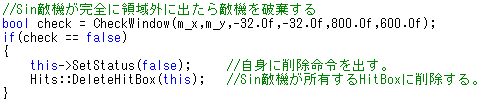 //Sin敵機が完全に領域外に出たら敵機を破棄する
bool check = CheckWindow(m_x,m_y,-32.0f,-32.0f,800.0f,600.0f);
if(check == false)
{
    this->SetStatus(false);    //自身に削除命令を出す。
    Hits::DeleteHitBox(this);  //Sin敵機が所有するHitBoxに削除する。
}